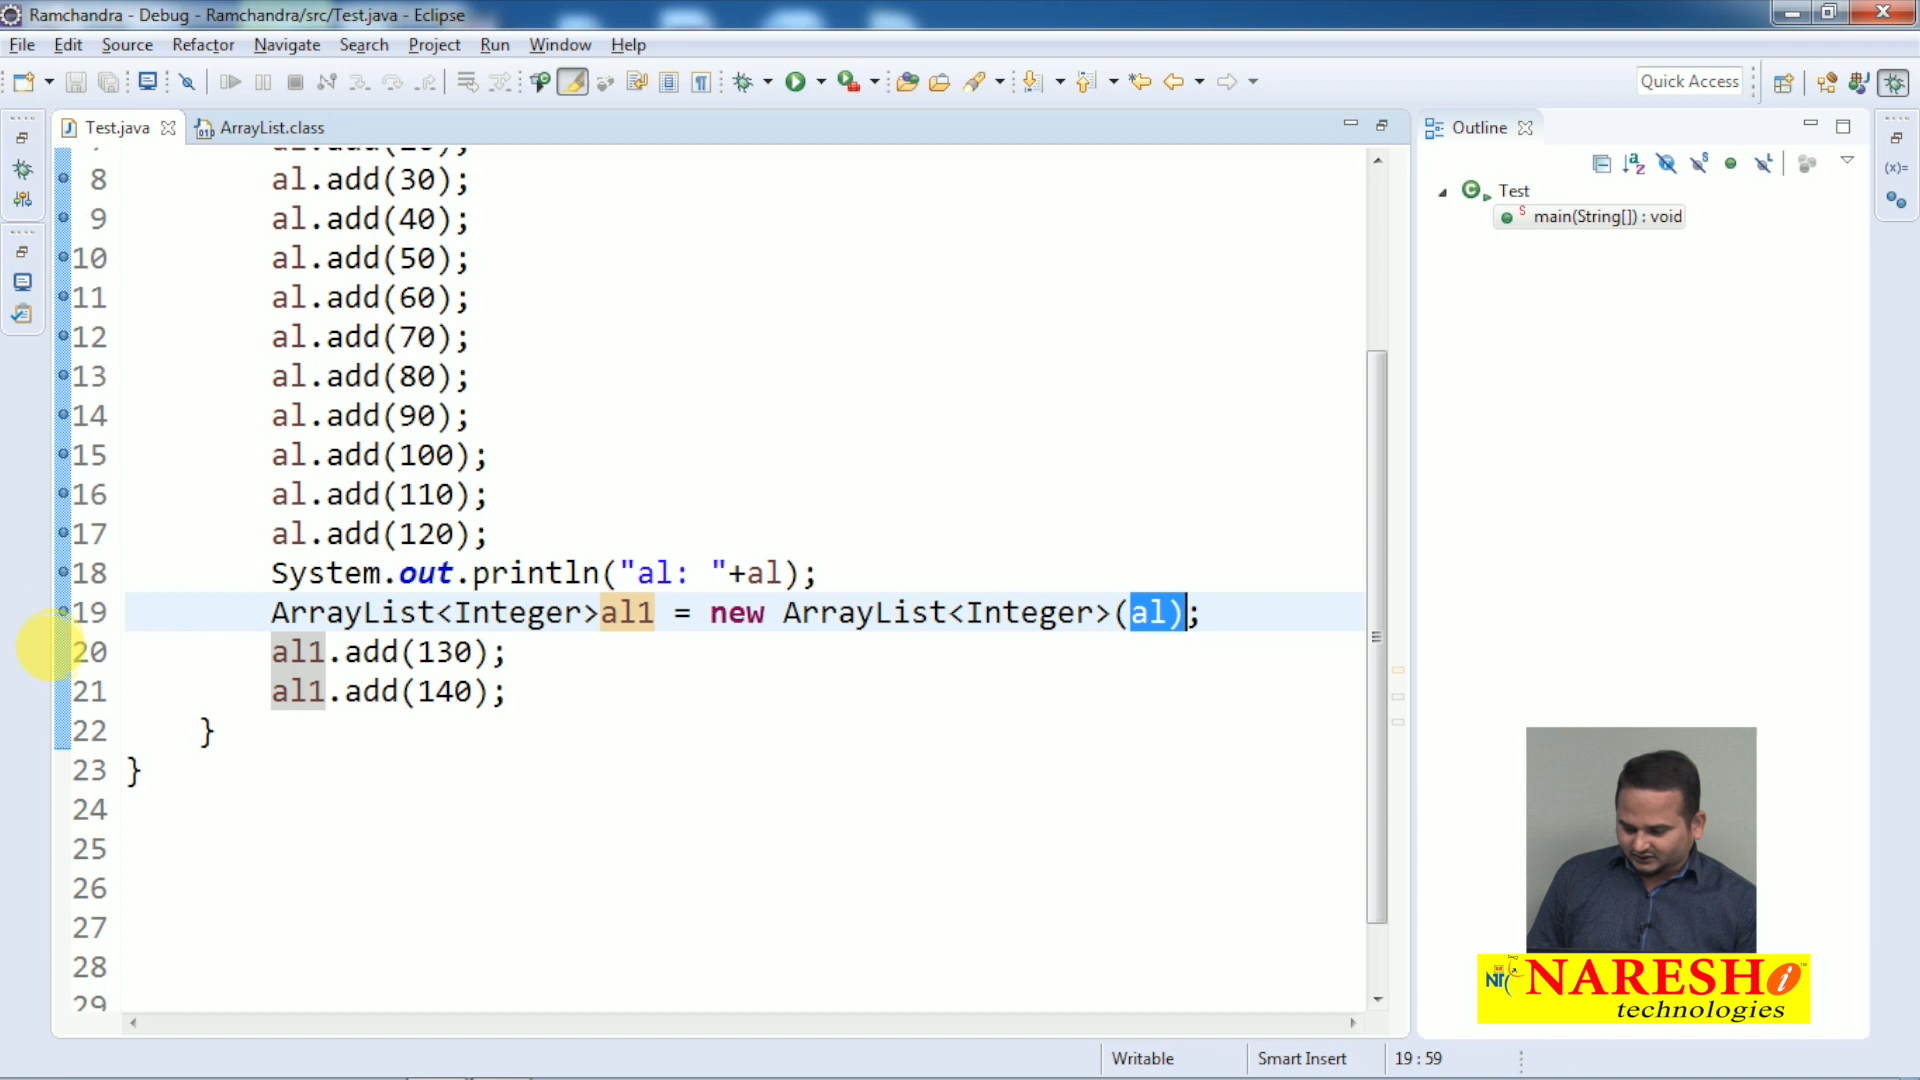 Ramchandra - Debug - Ramchandra/src/Test.java - Eclipse
File Edit Source Refactor Navigate Search Project Run Window Help
Quick Access
Test.java
ArrayList.class
Outline
8 al.add(30);
9 al.add(40);
10 al.add(50);
11 al.add(60);
12 al.add(70);
13 al.add(80);
14 al.add(90);
15 al.add(100);
16 al.add(110);
17 al.add(120);
18 System.out.println("al: "+al);
19 ArrayList<Integer>al1 = new ArrayList<Integer>(al);
20 al1.add(130);
21 al1.add(140);
22 }
23 }
24
25
26
27
28
29
Test
main(String[]) : void
NARESH i
technologies
Writable
Smart Insert
19 : 59